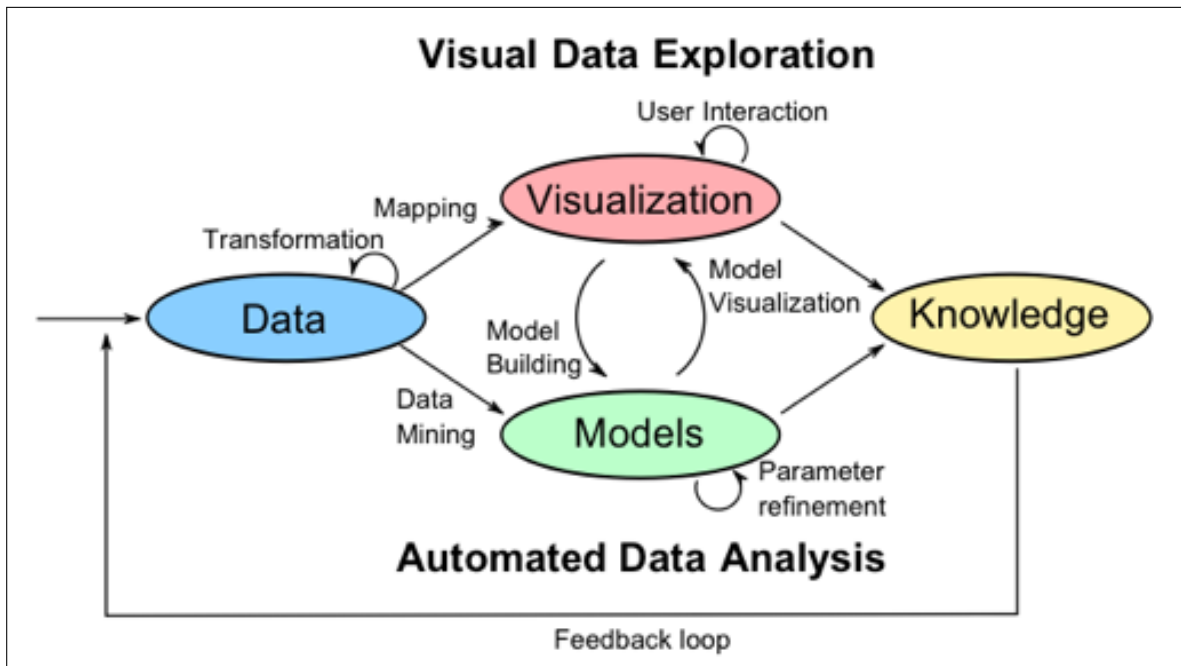 Visual Data Exploration
User Interaction
Visualization
Mapping
Transformation
Data
Model
Visualization
Knowledge
Model
Building
Data
Mining
Models
Parameter
refinement
Automated Data Analysis
Feedback loop